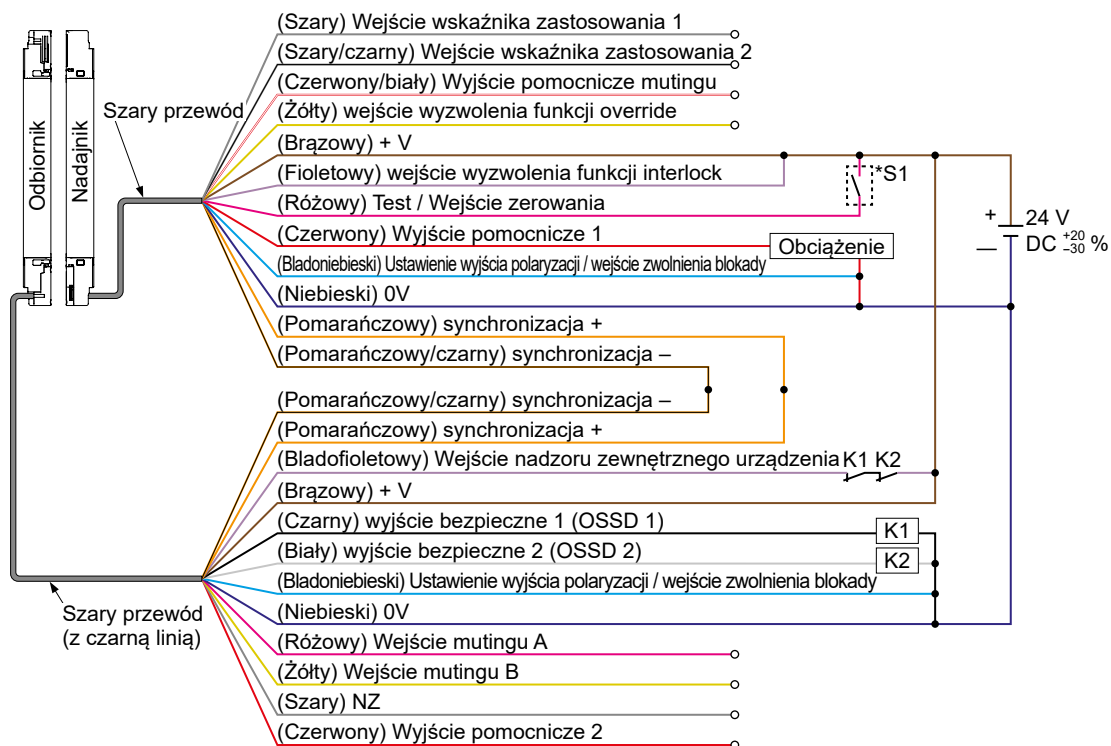 Odbiornik
Nadajnik
Szary przewód
(Szary) Wejście wskaźnika zastosowania 1
(Szary/czarny) Wejście wskaźnika zastosowania 2
(Czerwony/biały) Wyjście pomocnicze mutingu
(Żółty) wejście wyzwolenia funkcji override
(Brązowy) + V
(Fioletowy) wejście wyzwolenia funkcji interlock
*S1
(Różowy) Test / Wejście zerowania
+ 24 V
— DC +20 –30 %
(Czerwony) Wyjście pomocnicze 1
Obciążenie
(Bladoniebieski) Ustawienie wyjścia polaryzacji / wejście zwolnienia blokady
(Niebieski) 0V
(Pomarańczowy) synchronizacja +
(Pomarańczowy/czarny) synchronizacja –
(Pomarańczowy/czarny) synchronizacja –
(Pomarańczowy) synchronizacja +
(Bladofioletowy) Wejście nadzoru zewnętrznego urządzenia K1 K2
(Brązowy) + V
(Czarny) wyjście bezpieczne 1 (OSSD 1)
K1
(Biały) wyjście bezpieczne 2 (OSSD 2)
K2
(Bladoniebieski) Ustawienie wyjścia polaryzacji / wejście zwolnienia blokady
(Niebieski) 0V
Szary przewód
(z czarną linią)
(Różowy) Wejście mutingu A
(Żółty) Wejście mutingu B
(Szary) NZ
(Czerwony) Wyjście pomocnicze 2